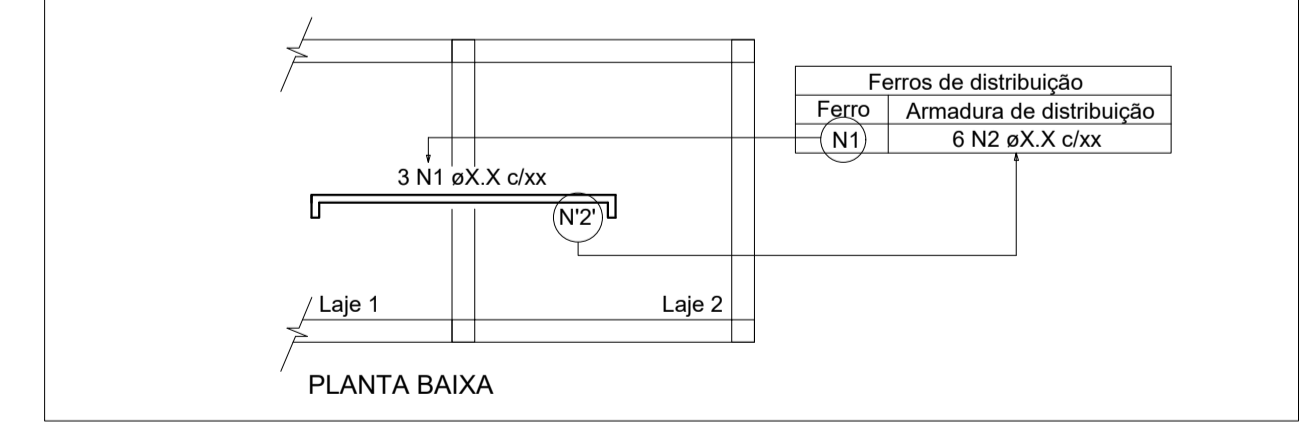 Ferros de distribuição
Ferro Armadura de distribuição
N1 6 N2 øX.X c/xx
3 N1 øX.X c/xx
N'2'
Laje 1 Laje 2
PLANTA BAIXA